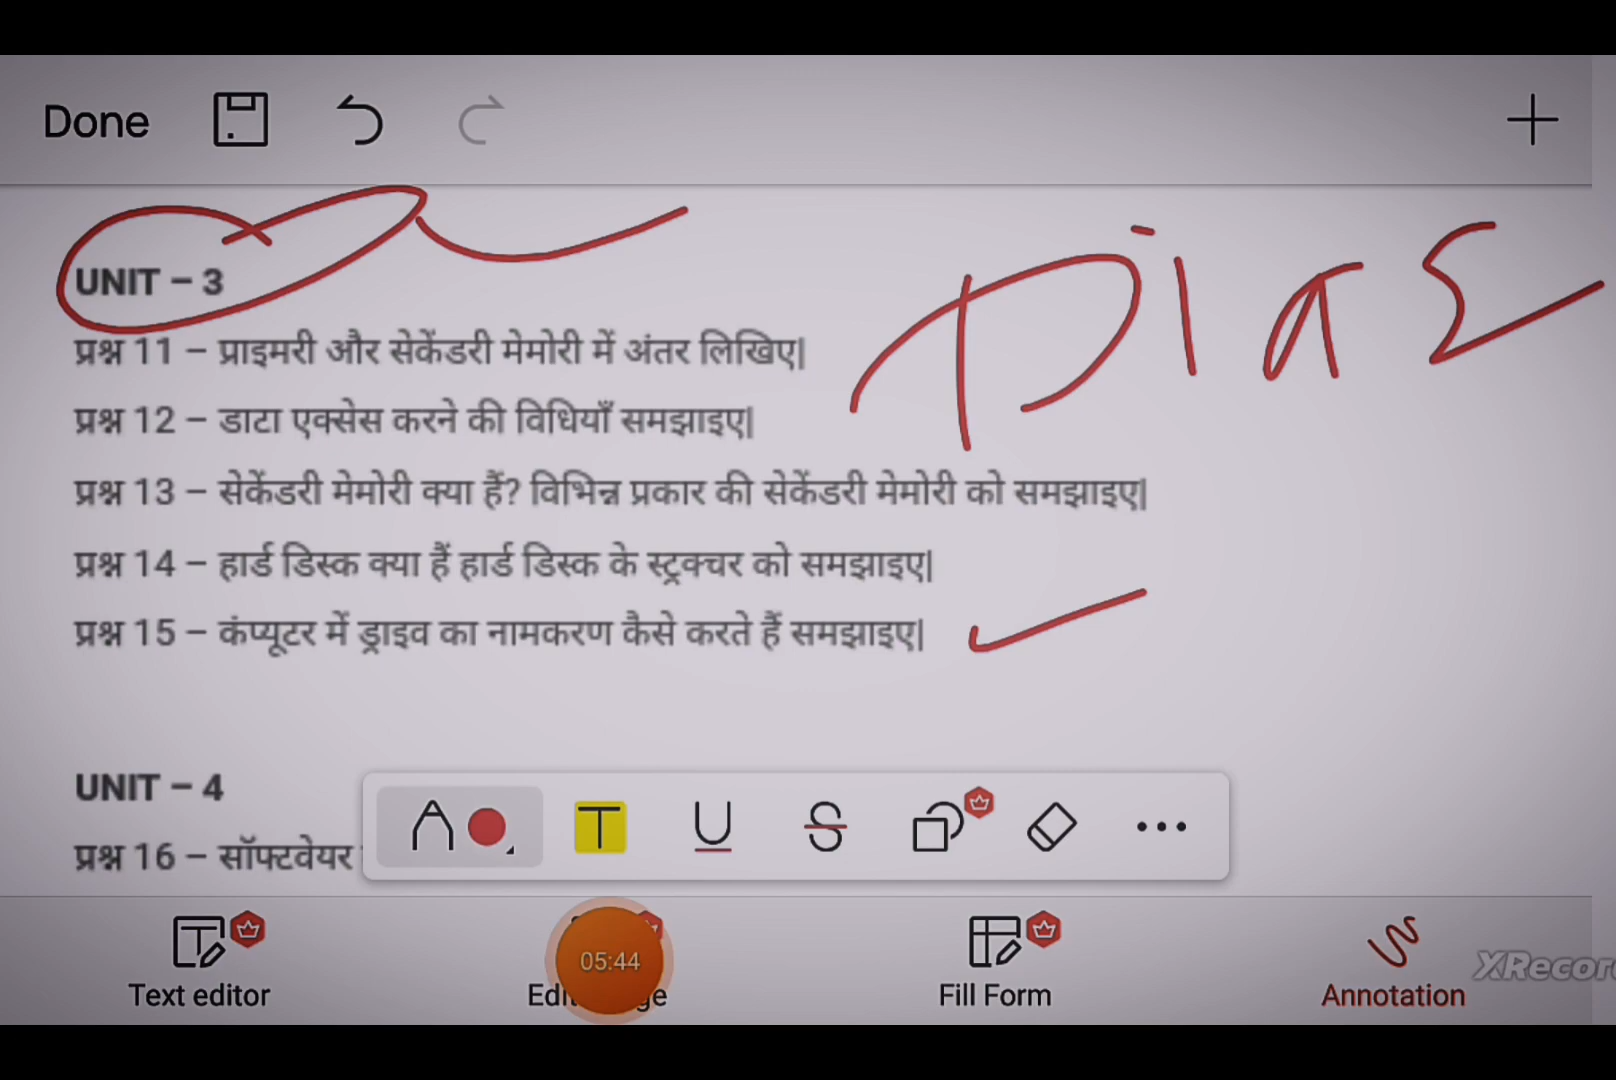 Done
UNIT – 3
प्रश्न 11 – प्राइमरी और सेकेंडरी मेमोरी में अंतर लिखिए|
प्रश्न 12 – डाटा एक्सेस करने की विधियाँ समझाइए|
प्रश्न 13 – सेकेंडरी मेमोरी क्या हैं? विभिन्न प्रकार की सेकेंडरी मेमोरी को समझाइए|
प्रश्न 14 – हार्ड डिस्क क्या हैं हार्ड डिस्क के स्ट्रक्चर को समझाइए|
प्रश्न 15 – कंप्यूटर में ड्राइव का नामकरण कैसे करते हैं समझाइए|
UNIT – 4
प्रश्न 16 – सॉफ्टवेयर
05:44
Text editor
Fill Form
Annotation
XRecor